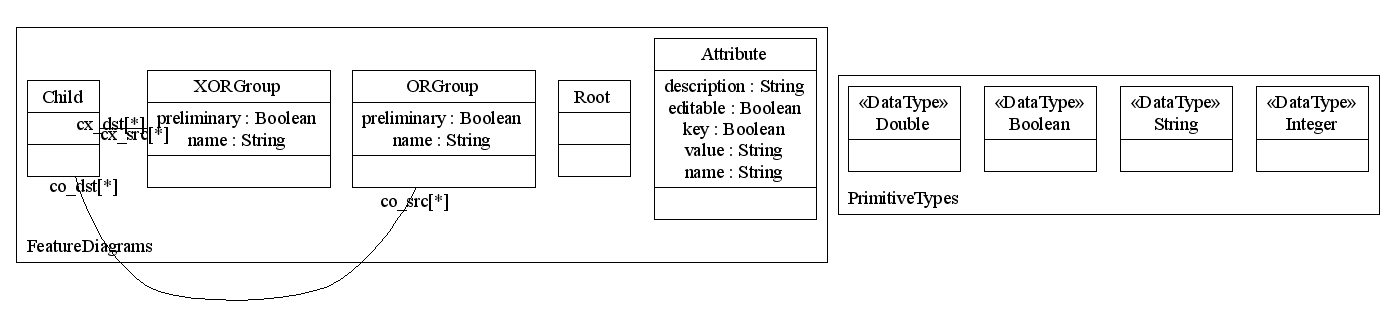 Child
cx_dst[*]
cx_src[*]
co_dst[*]
XORGroup
preliminary : Boolean
name : String
ORGroup
preliminary : Boolean
name : String
co_src[*]
Root
Attribute
description : String
editable : Boolean
key : Boolean
value : String
name : String
FeatureDiagrams
«DataType»
Double
«DataType»
Boolean
«DataType»
String
«DataType»
Integer
PrimitiveTypes